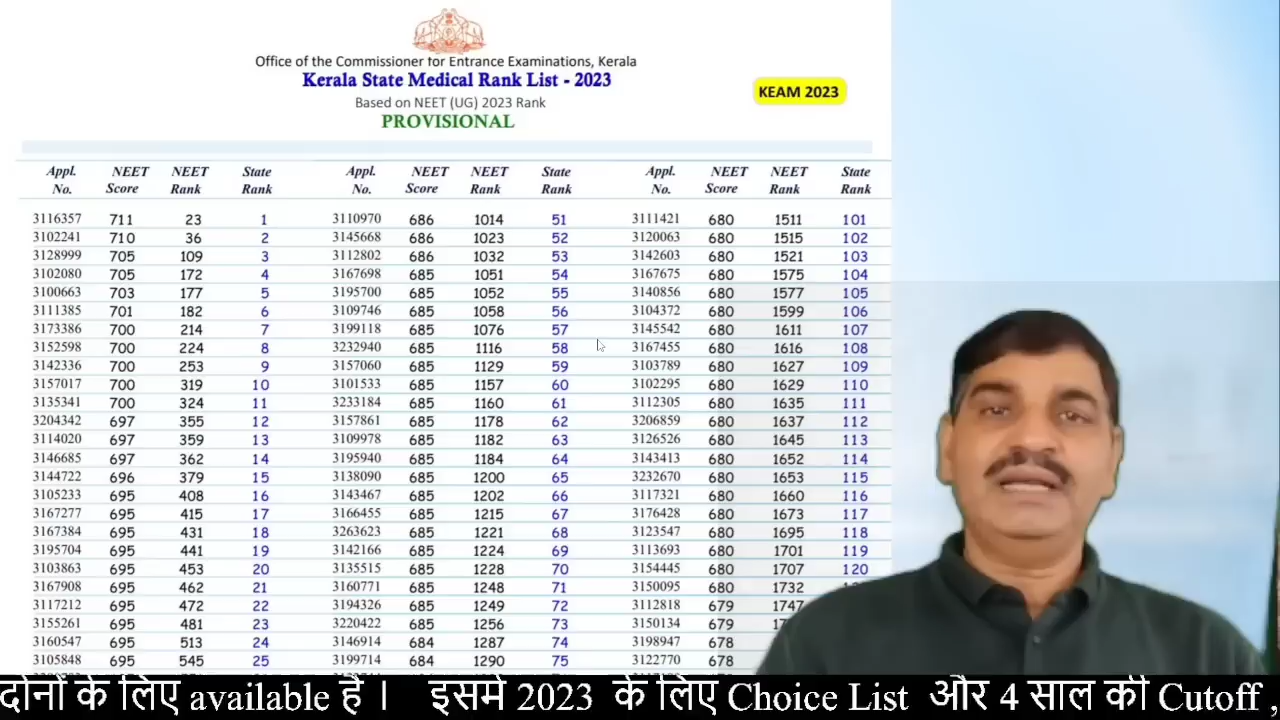 Office of the Commissioner for Entrance Examinations, Kerala
Kerala State Medical Rank List - 2023
KEAM 2023
Based on NEET (UG) 2023 Rank
PROVISIONAL
Appl. NEET NEET State Appl. NEET NEET State Appl. NEET NEET State
No. Score Rank Rank No. Score Rank Rank No. Score Rank Rank
3116357 711 23 1 3110970 686 1014 51 3111421 680 1511 101
3102241 710 36 2 3145668 686 1023 52 3120063 680 1515 102
3128999 705 109 3 3112802 686 1032 53 3142603 680 1521 103
3102080 705 172 4 3167698 685 1051 54 3167675 680 1575 104
3100663 703 177 5 3195700 685 1052 55 3140856 680 1577 105
3111385 701 182 6 3109746 685 1058 56 3104372 680 1599 106
3173386 700 214 7 3199118 685 1076 57 3145542 680 1611 107
3152598 700 224 8 3232940 685 1116 58 3167455 680 1616 108
3142336 700 253 9 3157060 685 1129 59 3103789 680 1627 109
3157017 700 319 10 3101533 685 1157 60 3102295 680 1629 110
3135341 700 324 11 3233184 685 1160 61 3112305 680 1635 111
3204342 697 355 12 3157861 685 1178 62 3206859 680 1637 112
3114020 697 359 13 3109978 685 1182 63 3126526 680 1645 113
3146685 697 362 14 3195940 685 1184 64 3143413 680 1652 114
3144722 696 379 15 3138090 685 1200 65 3232670 680 1653 115
3105233 695 408 16 3143467 685 1202 66 3117321 680 1660 116
3167277 695 415 17 3166455 685 1215 67 3176428 680 1673 117
3167384 695 431 18 3263623 685 1221 68 3123547 680 1695 118
3195704 695 441 19 3142166 685 1224 69 3113693 680 1701 119
3103863 695 453 20 3135515 685 1228 70 3154445 680 1707 120
3167908 695 462 21 3160771 685 1248 71 3150095 680 1732
3117212 695 472 22 3194326 685 1249 72 3112818 679 1747
3155261 695 481 23 3220422 685 1256 73 3150134 679
3160547 695 513 24 3146914 684 1287 74 3198947 678
3105848 695 545 25 3199714 684 1290 75 3122770 678
दोनों के लिए available है । इसमें 2023 के लिए Choice List और 4 साल की Cutoff ,